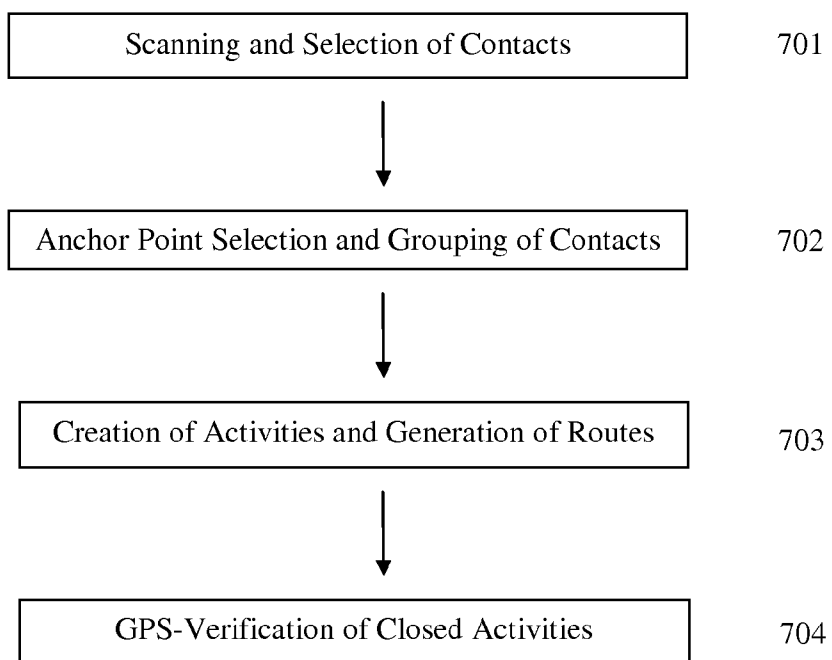 Scanning and Selection of Contacts 701
Anchor Point Selection and Grouping of Contacts 702
Creation of Activities and Generation of Routes 703
GPS-Verification of Closed Activities 704